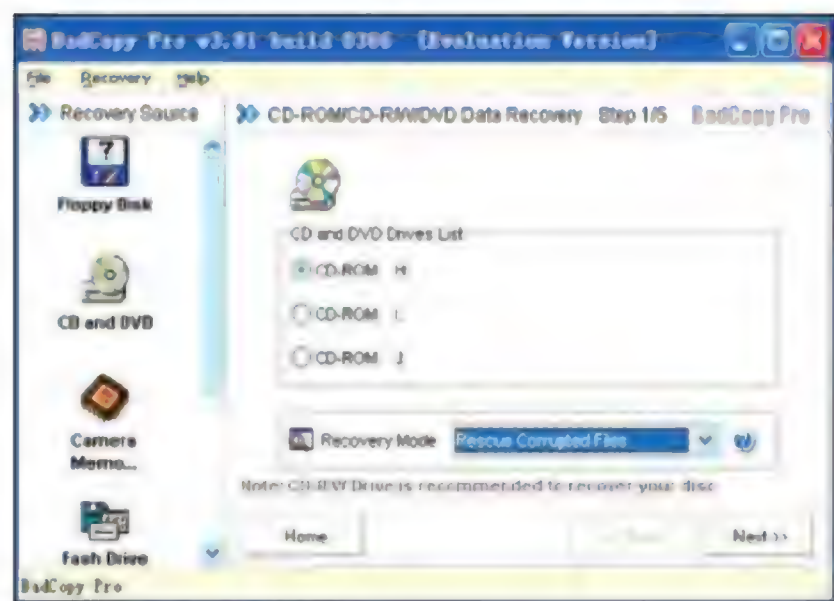 BadCopy Pro v3.81 build 0306 [Evaluation Version]
File Recovery Help
Recovery Source
CD-ROM/CD-R/W/DVD Data Recovery Step 1/5
BadCopy Pro
Floppy Disk
CD and DVD
Camera
Memo...
Fash Drive
CD and DVD Drives List
CD-ROM H
CD-ROM I
CD-ROM J
Recovery Mode Rescue Corrupted Files
Note: CD-R/W Drive is recommended to recover your disc
Home
Next >>
BadCopy Pro